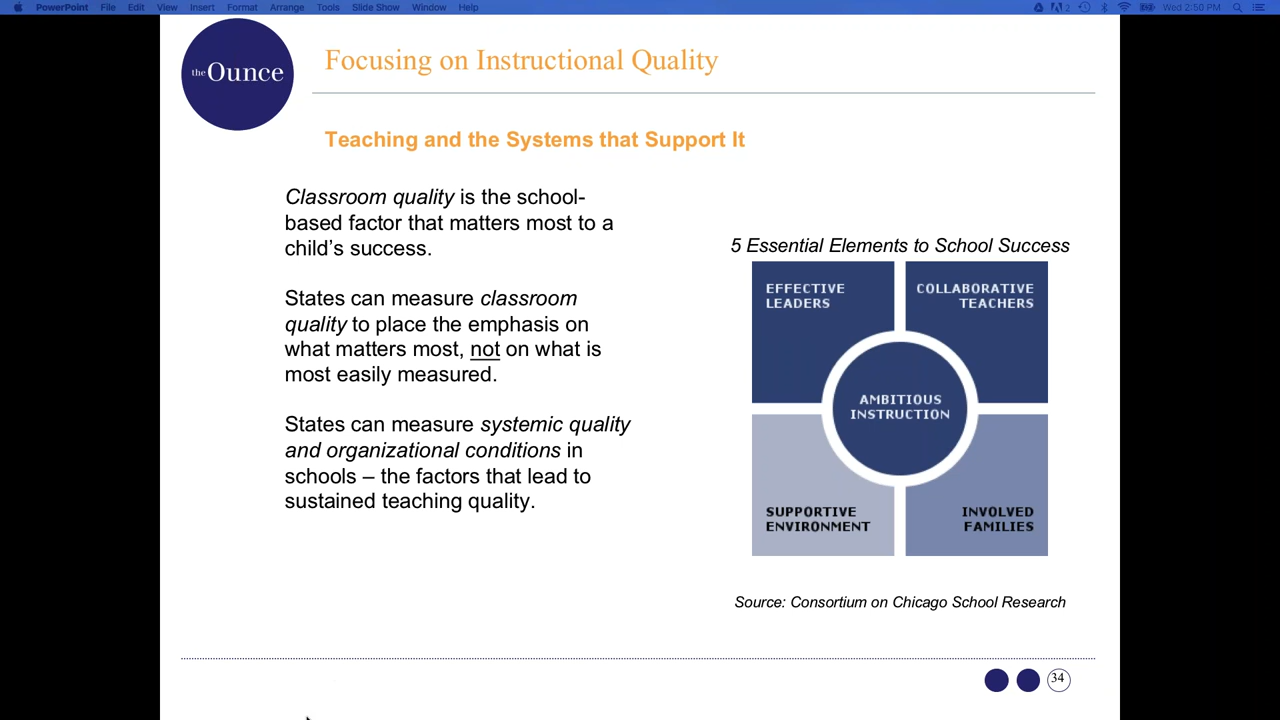 PowerPoint File Edit View Insert Format Arrange Tools Slide Show Window Help 2 Wed 2:50 PM
theOunce
Focusing on Instructional Quality
Teaching and the Systems that Support It
Classroom quality is the school-
based factor that matters most to a
child’s success.
States can measure classroom
quality to place the emphasis on
what matters most, not on what is
most easily measured.
States can measure systemic quality
and organizational conditions in
schools – the factors that lead to
sustained teaching quality.
5 Essential Elements to School Success
EFFECTIVE
LEADERS
COLLABORATIVE
TEACHERS
AMBITIOUS
INSTRUCTION
SUPPORTIVE
ENVIRONMENT
INVOLVED
FAMILIES
Source: Consortium on Chicago School Research
34